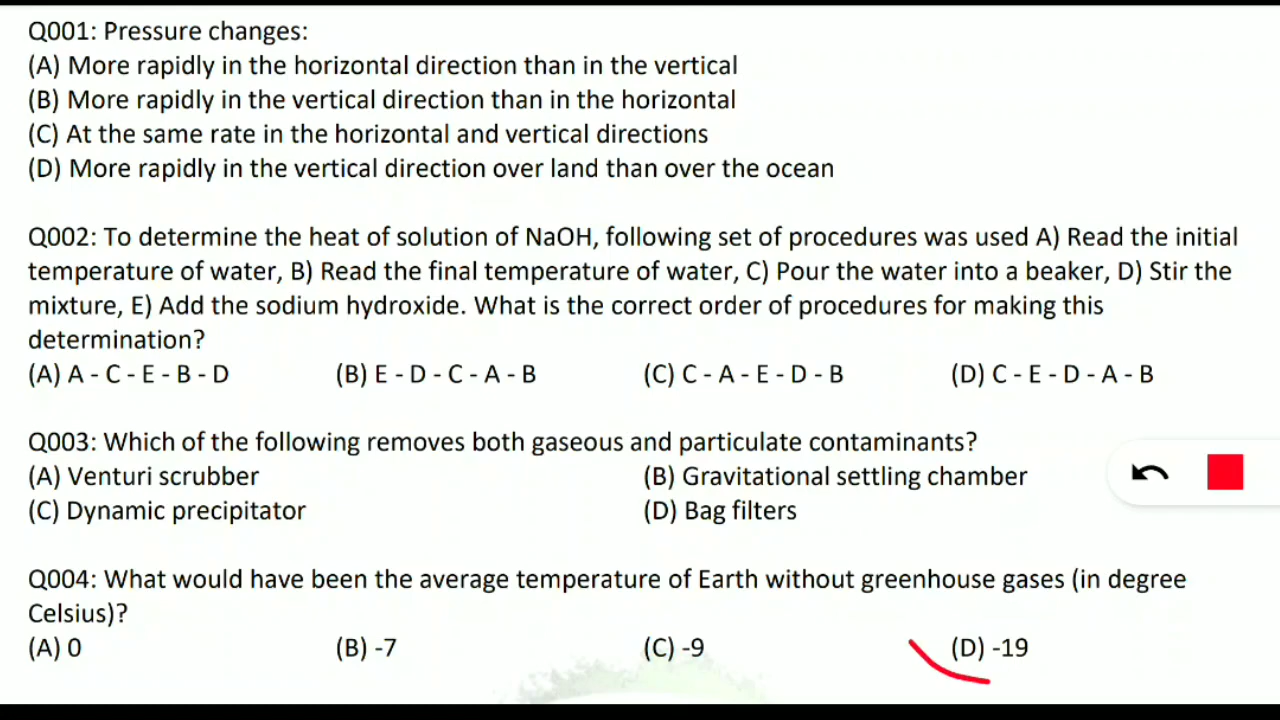 Q001: Pressure changes:
(A) More rapidly in the horizontal direction than in the vertical
(B) More rapidly in the vertical direction than in the horizontal
(C) At the same rate in the horizontal and vertical directions
(D) More rapidly in the vertical direction over land than over the ocean
Q002: To determine the heat of solution of NaOH, following set of procedures was used A) Read the initial
temperature of water, B) Read the final temperature of water, C) Pour the water into a beaker, D) Stir the
mixture, E) Add the sodium hydroxide. What is the correct order of procedures for making this
determination?
(A) A - C - E - B - D (B) E - D - C - A - B (C) C - A - E - D - B (D) C - E - D - A - B
Q003: Which of the following removes both gaseous and particulate contaminants?
(A) Venturi scrubber (B) Gravitational settling chamber
(C) Dynamic precipitator (D) Bag filters
Q004: What would have been the average temperature of Earth without greenhouse gases (in degree
Celsius)?
(A) 0 (B) -7 (C) -9 (D) -19